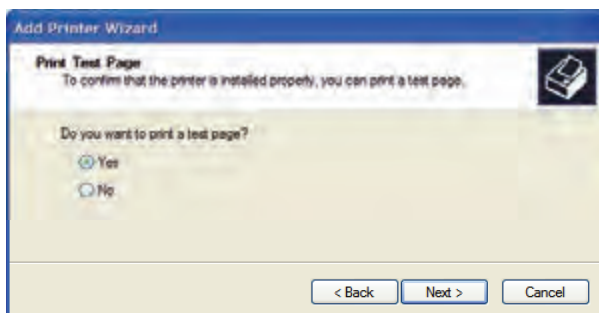 Add Printer Wizard
Print Test Page
To confirm that the printer is installed properly, you can print a test page.
Do you want to print a test page?
Yes
No
< Back
Next >
Cancel